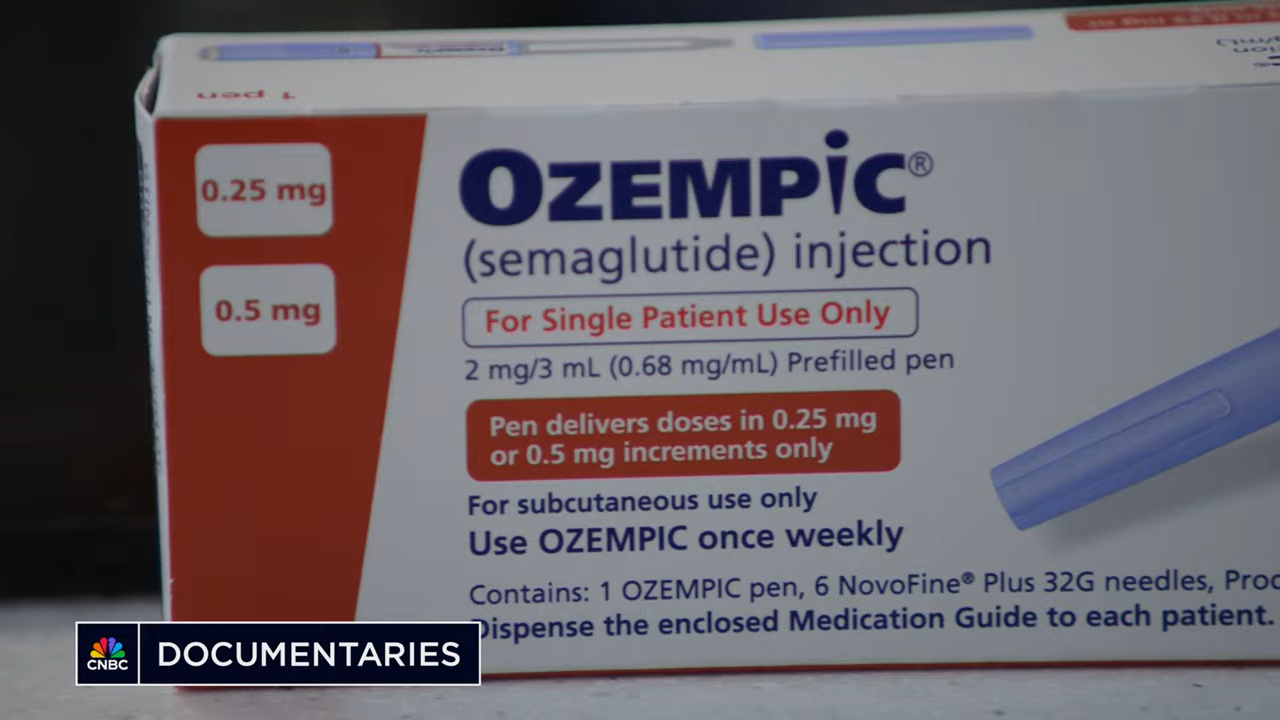 OZEMPIC
1 pen
0.25 mg
0.5 mg
OZEMPIC®
(semaglutide) injection
For Single Patient Use Only
2 mg/3 mL (0.68 mg/mL) Prefilled pen
Pen delivers doses in 0.25 mg
or 0.5 mg increments only
For subcutaneous use only
Use OZEMPIC once weekly
Contains: 1 OZEMPIC pen, 6 NovoFine® Plus 32G needles,
Dispense the enclosed Medication Guide to each patient.
CNBC
DOCUMENTARIES